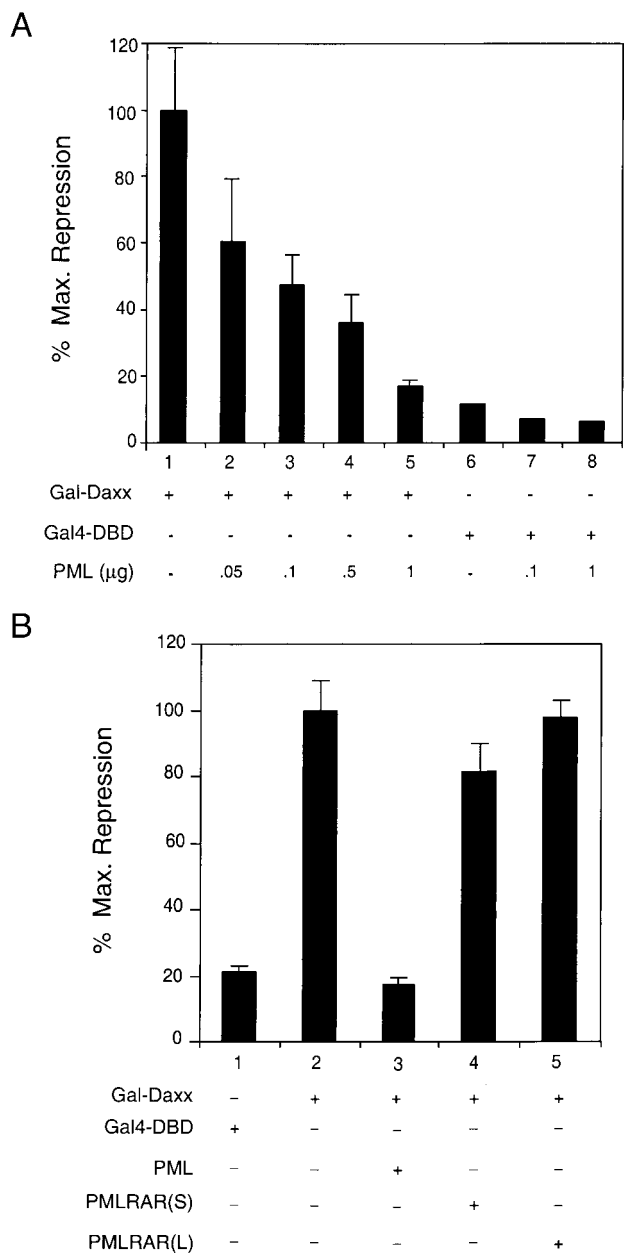 A
% Max. Repression
120
100
80
60
40
20
0
1 2 3 4 5 6 7 8
Gal-Daxx + + + + + - - -
Gal4-DBD - - - - - + + +
PML (μg) - .05 .1 .5 1 - .1 1
B
% Max. Repression
120
100
80
60
40
20
0
1 2 3 4 5
Gal-Daxx – + + + +
Gal4-DBD + – – – –
PML – – + – –
PMLRAR(S) – – – + –
PMLRAR(L) – – – – +